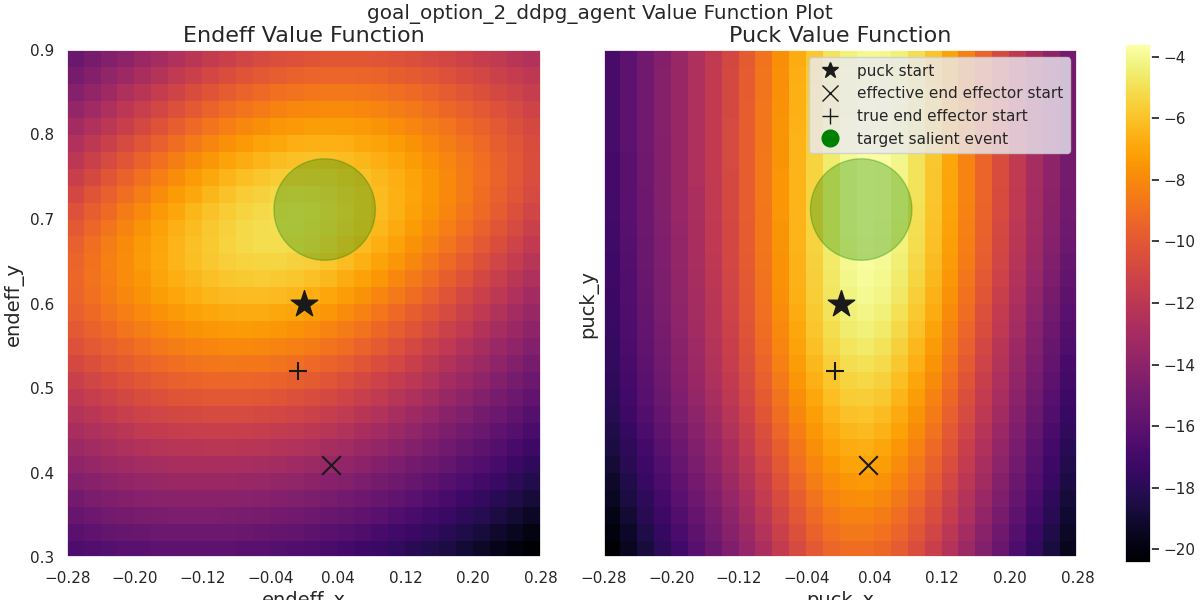 goal_option_2_ddpg_agent Value Function Plot
Endeff Value Function
Puck Value Function
puck start
effective end effector start
true end effector start
target salient event
endeff_y
0.9
0.8
0.7
0.6
0.5
0.4
0.3
−0.28 −0.20 −0.12 −0.04 0.04 0.12 0.20 0.28
endeff_x
puck_y
−0.28 −0.20 −0.12 −0.04 0.04 0.12 0.20 0.28
puck_x
−4
−6
−8
−10
−12
−14
−16
−18
−20